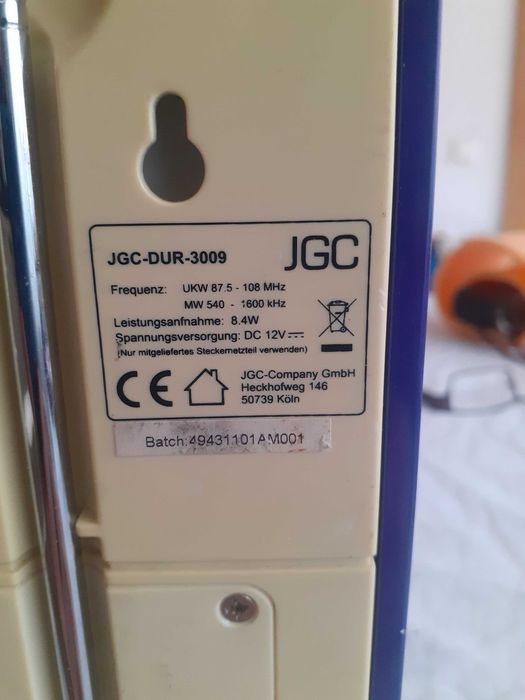 JGC-DUR-3009 JGC
Frequenz: UKW 87.5 - 108 MHz
MW 540 - 1600 kHz
Leistungsanfnahme: 8.4W
Spannungsversorgung: DC 12V⎓
(Nur mitgeliefertes Steckernetzteil verwenden)
CE
JGC-Company GmbH
Heckhofweg 146
50739 Köln
Batch:49431101AM001